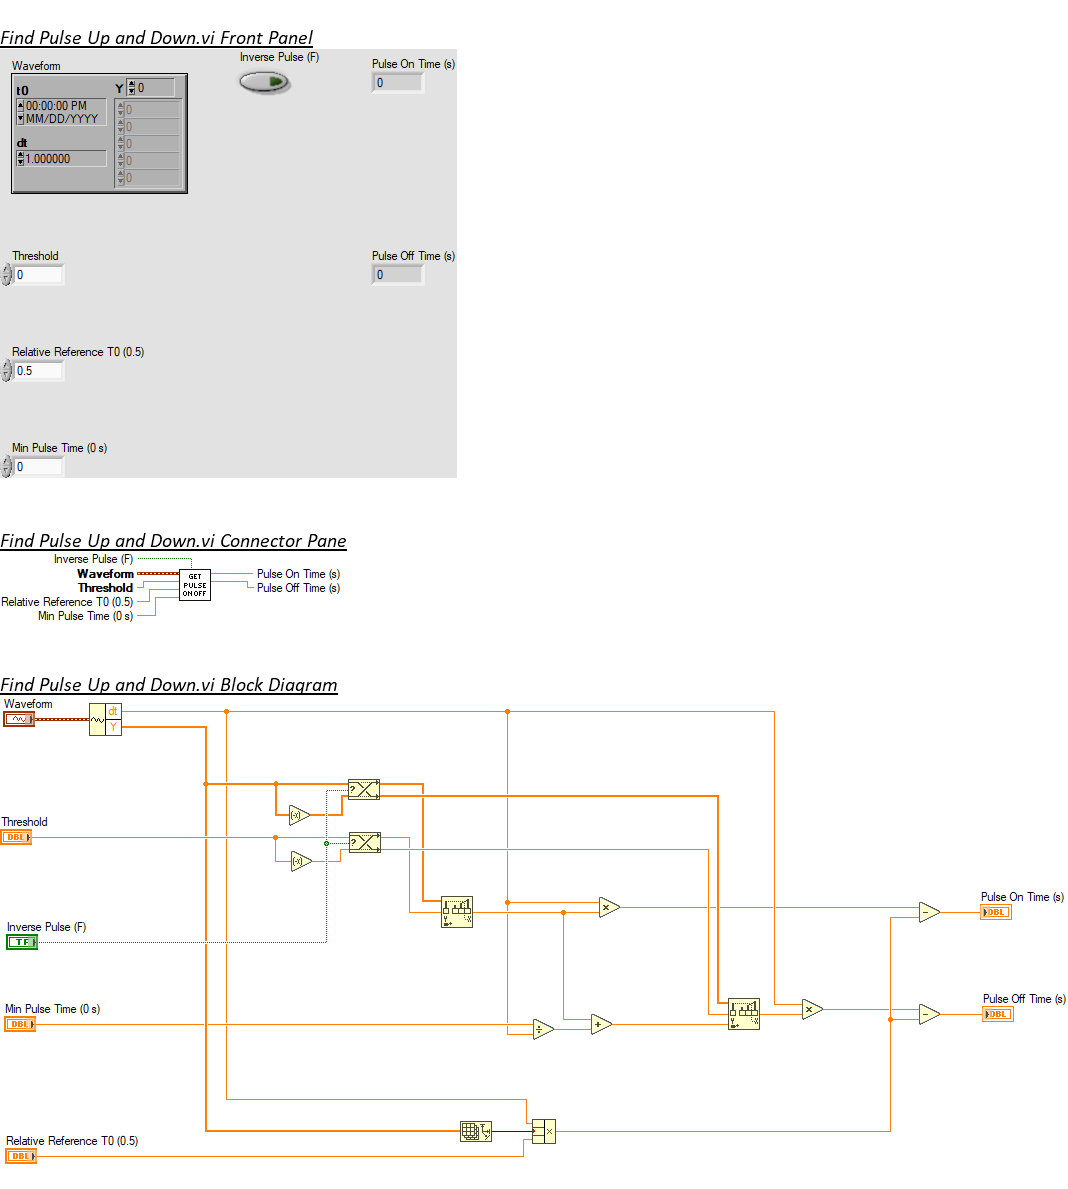 Find Pulse Up and Down.vi Front Panel
Waveform
Inverse Pulse (F)
Pulse On Time (s)
t0
Y
0
0
00:00:00 PM
MM/DD/YYYY
0
0
0
0
0
dt
1.000000
Threshold
0
Pulse Off Time (s)
0
Relative Reference T0 (0.5)
0.5
Min Pulse Time (0 s)
0
Find Pulse Up and Down.vi Connector Pane
Inverse Pulse (F)
Waveform
Threshold
Relative Reference T0 (0.5)
Min Pulse Time (0 s)
GET
PULSE
ON OFF
Pulse On Time (s)
Pulse Off Time (s)
Find Pulse Up and Down.vi Block Diagram
Waveform
dt
Y
?
(-x)
Threshold
DBL
?
(-x)
Inverse Pulse (F)
TF
Pulse On Time (s)
DBL
Min Pulse Time (0 s)
DBL
Pulse Off Time (s)
DBL
Relative Reference T0 (0.5)
DBL